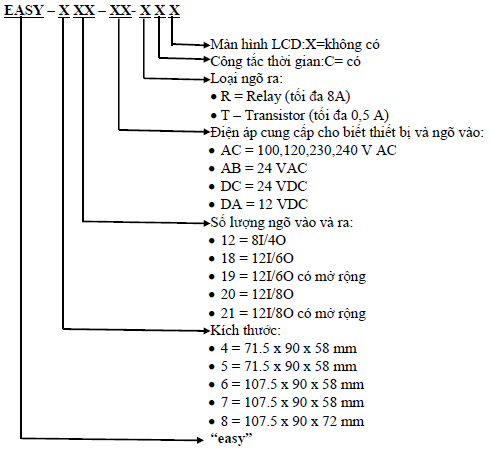 EASY – X XX – XX- X X X
Màn hình LCD:X=không có
Công tắc thời gian:C= có
Loại ngõ ra:
• R = Relay (tối đa 8A)
• T – Transistor (tối đa 0,5 A)
Điện áp cung cấp cho biết thiết bị và ngõ vào:
• AC = 100,120,230,240 V AC
• AB = 24 VAC
• DC = 24 VDC
• DA = 12 VDC
Số lượng ngõ vào và ra:
• 12 = 8I/4O
• 18 = 12I/6O
• 19 = 12I/6O có mở rộng
• 20 = 12I/8O
• 21 = 12I/8O có mở rộng
Kích thước:
• 4 = 71.5 x 90 x 58 mm
• 5 = 71.5 x 90 x 58 mm
• 6 = 107.5 x 90 x 58 mm
• 7 = 107.5 x 90 x 58 mm
• 8 = 107.5 x 90 x 72 mm
“easy”